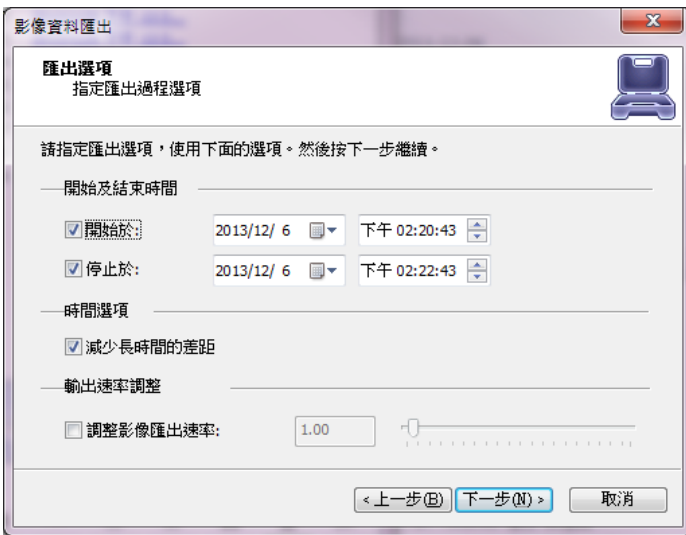 影像資料匯出
匯出選項
指定匯出過程選項
請指定匯出選項，使用下面的選項。然後按下一步繼續。
開始及結束時間
開始於: 2013/12/ 6 下午 02:20:43
停止於: 2013/12/ 6 下午 02:22:43
時間選項
減少長時間的差距
輸出速率調整
調整影像匯出速率: 1.00
<上一步(B) 下一步(N)> 取消